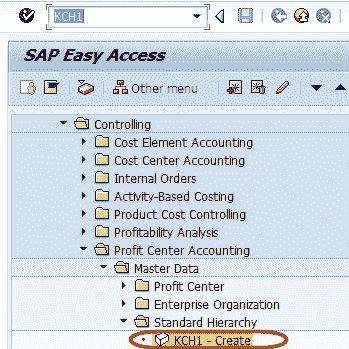 KCH1
SAP Easy Access
Other menu
Controlling
Cost Element Accounting
Cost Center Accounting
Internal Orders
Activity-Based Costing
Product Cost Controlling
Profitability Analysis
Profit Center Accounting
Master Data
Profit Center
Enterprise Organization
Standard Hierarchy
KCH1 - Create